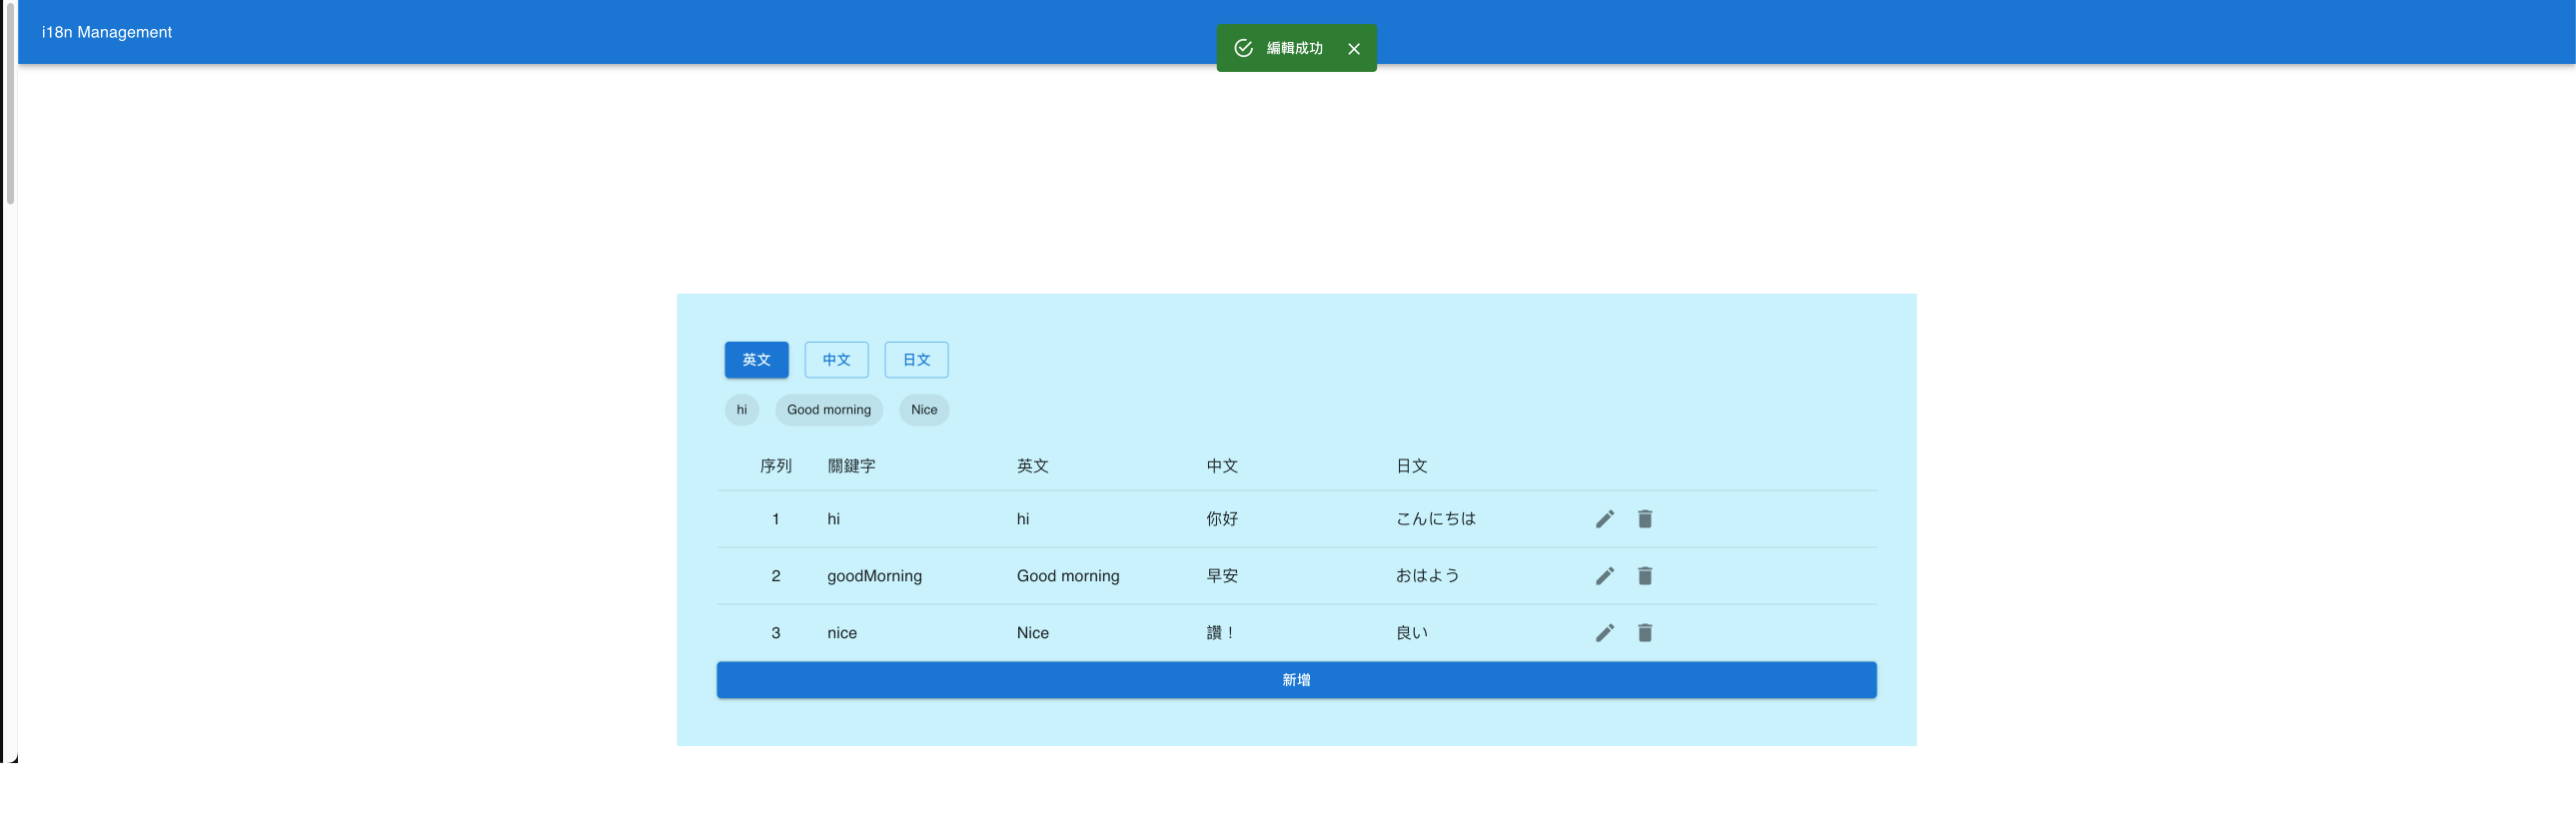 i18n Management
編輯成功
英文 中文 日文
hi Good morning Nice
序列 關鍵字 英文 中文 日文
1 hi hi 你好 こんにちは
2 goodMorning Good morning 早安 おはよう
3 nice Nice 讚！ 良い
新增